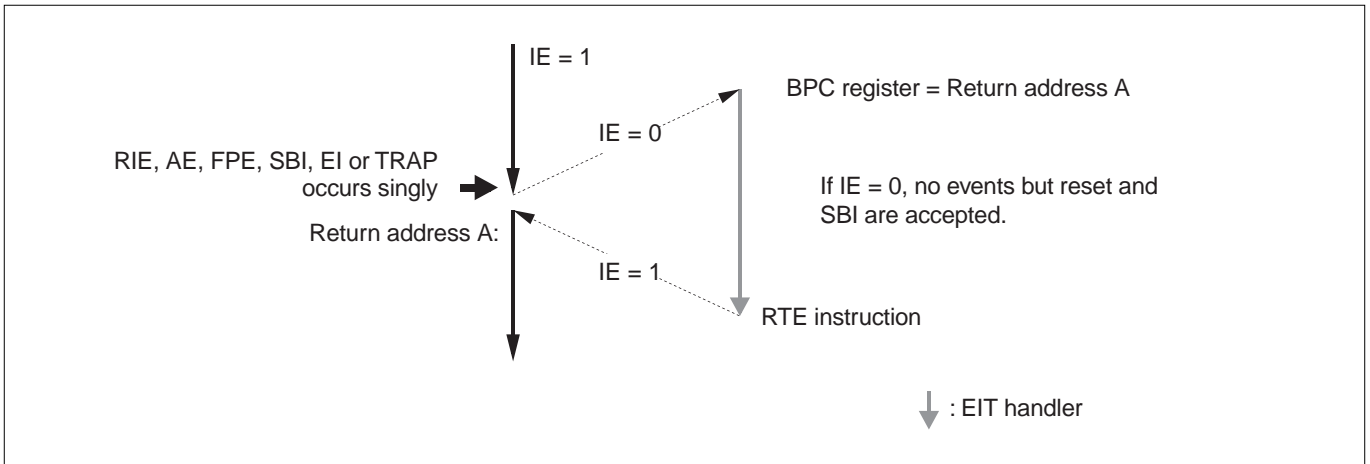 IE = 1
BPC register = Return address A
IE = 0
RIE, AE, FPE, SBI, EI or TRAP
occurs singly
If IE = 0, no events but reset and
SBI are accepted.
Return address A:
IE = 1
RTE instruction
: EIT handler